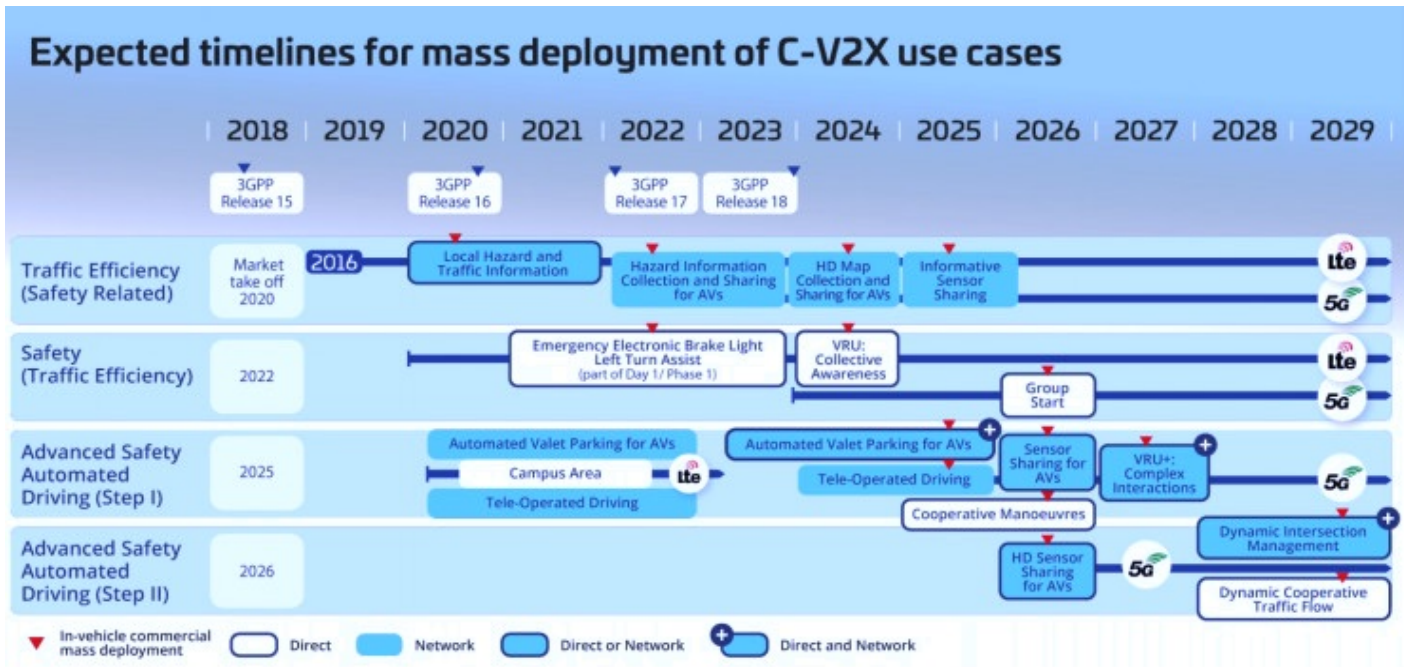 Expected timelines for mass deployment of C-V2X use cases
2018 2019 2020 2021 2022 2023 2024 2025 2026 2027 2028 2029
3GPP
Release 15
3GPP
Release 16
3GPP
Release 17
3GPP
Release 18
Traffic Efficiency
(Safety Related)
Market
take off
2020
2016
Local Hazard and
Traffic Information
Hazard Information
Collection and Sharing
for AVs
HD Map
Collection and
Sharing for AVs
Informative
Sensor
Sharing
lte
5G
Safety
(Traffic Efficiency)
2022
Emergency Electronic Brake Light
Left Turn Assist
(part of Day 1/ Phase 1)
VRU:
Collective
Awareness
Group
Start
lte
5G
Advanced Safety
Automated
Driving (Step I)
2025
Automated Valet Parking for AVs
Campus Area
lte
Tele-Operated Driving
Automated Valet Parking for AVs
+
Tele-Operated Driving
Cooperative Manoeuvres
Sensor
Sharing for
AVs
VRU+:
Complex
Interactions
+
5G
Advanced Safety
Automated
Driving (Step II)
2026
HD Sensor
Sharing
for AVs
5G
Dynamic Intersection
Management
+
Dynamic Cooperative
Traffic Flow
In-vehicle commercial
mass deployment
Direct
Network
Direct or Network
+
Direct and Network